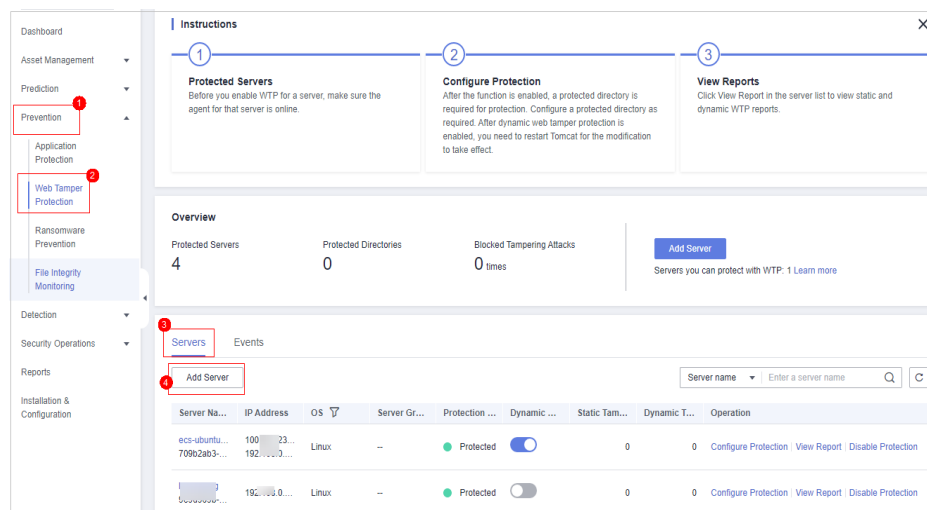 Dashboard
Asset Management
Prediction
1
Prevention
Application
Protection
2
Web Tamper
Protection
Ransomware
Prevention
File Integrity
Monitoring
Detection
Security Operations
Reports
Installation &
Configuration
Instructions
1
Protected Servers
Before you enable WTP for a server, make sure the
agent for that server is online.
2
Configure Protection
After the function is enabled, a protected directory is
required for protection. Configure a protected directory as
required. After dynamic web tamper protection is
enabled, you need to restart Tomcat for the modification
to take effect.
3
View Reports
Click View Report in the server list to view static and
dynamic WTP reports.
Overview
Protected Servers
4
Protected Directories
0
Blocked Tampering Attacks
0 times
Add Server
Servers you can protect with WTP: 1 Learn more
3
Servers Events
4
Add Server
Server name Enter a server name
Server Na... IP Address OS Server Gr... Protection ... Dynamic ... Static Tam... Dynamic T... Operation
ecs-ubuntu... 100 23... Linux -- Protected 0 0 Configure Protection View Report Disable Protection
709b2ab3-... 192. .0....
192. .0.... Linux -- Protected 0 0 Configure Protection View Report Disable Protection